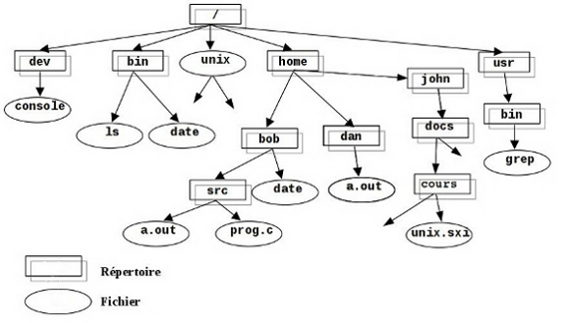 /
dev
bin
unix
home
usr
john
console
bin
ls
date
bob
dan
docs
grep
src
date
a.out
cours
a.out
prog.c
unix.sxi
Répertoire
Fichier